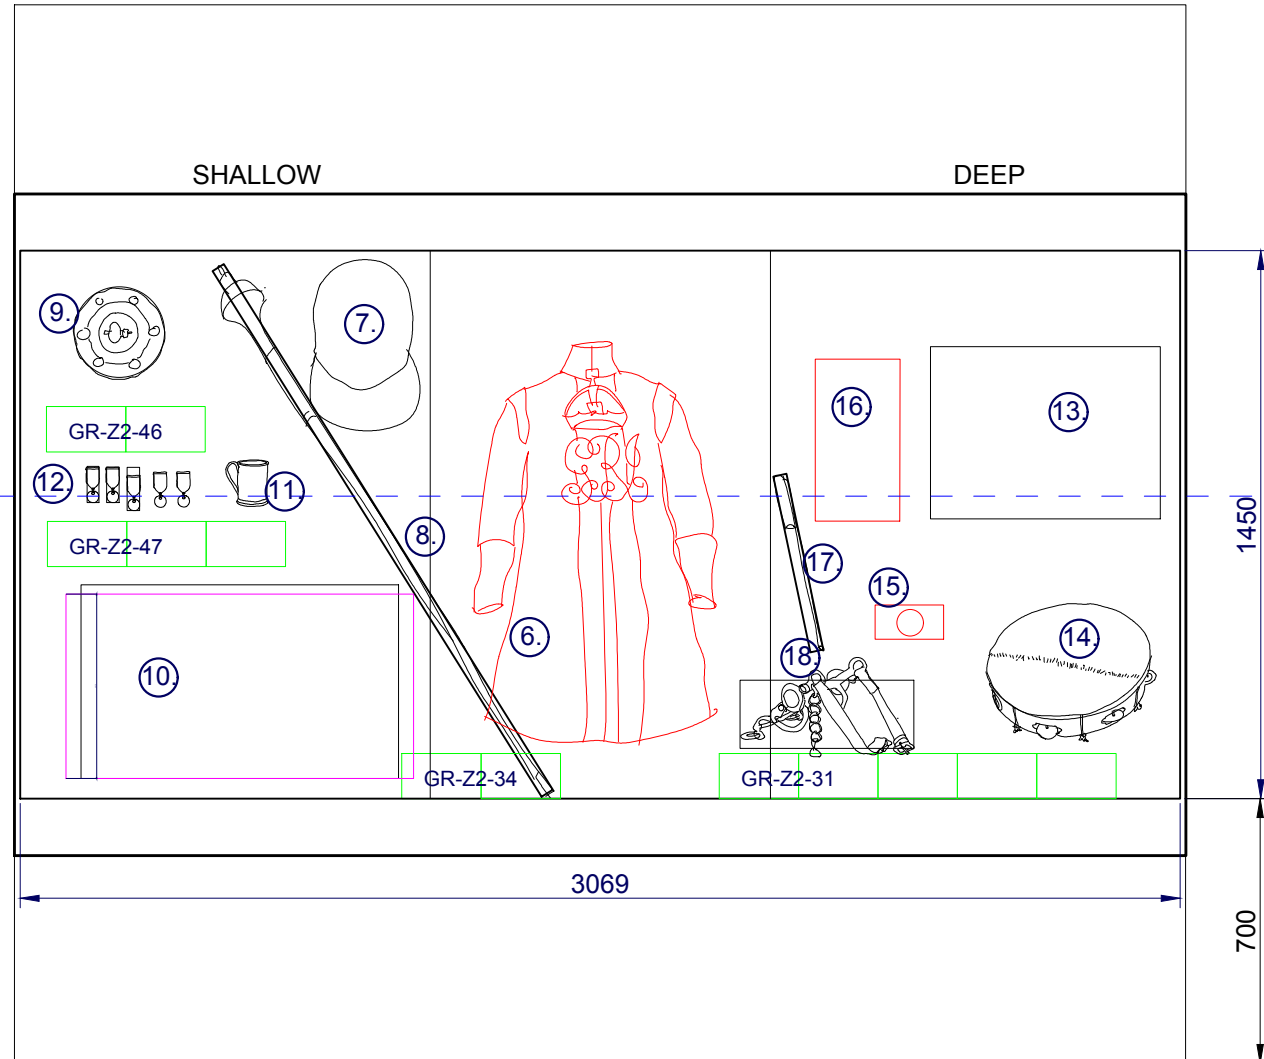 SHALLOW
DEEP
9.
7.
16.
13.
GR-Z2-46
12.
11.
8.
GR-Z2-47
17.
15.
6.
14.
18.
10.
GR-Z2-34
GR-Z2-31
1450
3069
700